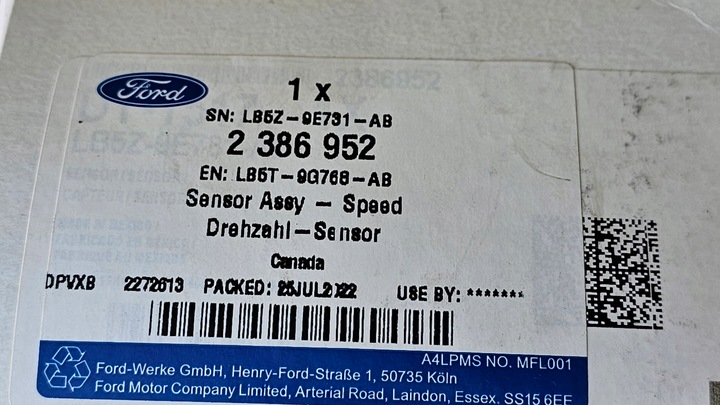 Ford
1 x
SN: LB5Z-9E731-AB
2 386 952
EN: LB5T-9G768-AB
Sensor Assy - Speed
Drehzahl-Sensor
Canada
DPVXB 2272613 PACKED: 25JUL2022 USE BY: *******
A4LPMS NO. MFL001
Ford-Werke GmbH, Henry-Ford-Straße 1, 50735 Köln
Ford Motor Company Limited, Arterial Road, Laindon, Essex. SS15 6EE